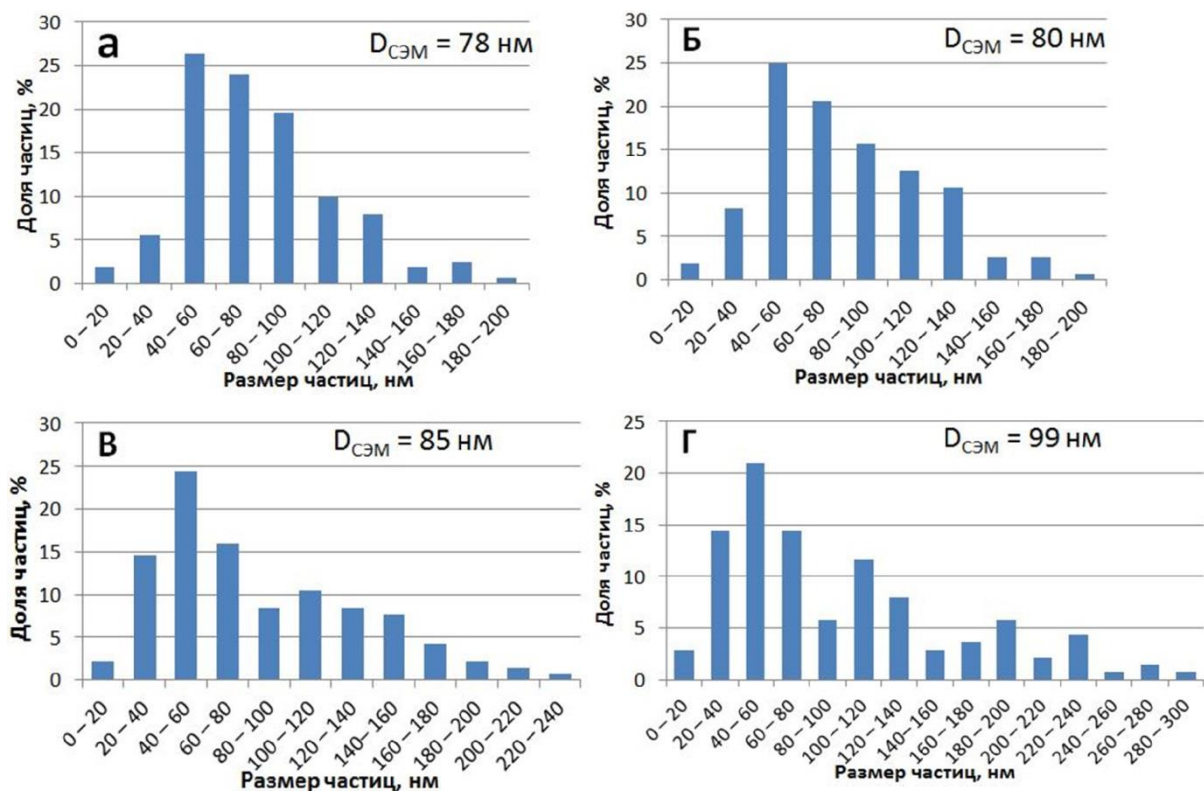 а
D_СЭМ = 78 нм
Доля частиц, %
30
25
20
15
10
5
0
0 – 20
20 – 40
40 – 60
60 – 80
80 – 100
100 – 120
120 – 140
140– 160
160 – 180
180 – 200
Размер частиц, нм
Б
D_СЭМ = 80 нм
Доля частиц, %
30
25
20
15
10
5
0
0 – 20
20 – 40
40 – 60
60 – 80
80 – 100
100 – 120
120 – 140
140 – 160
160 – 180
180 – 200
Размер частиц, нм
В
D_СЭМ = 85 нм
Доля частиц, %
30
25
20
15
10
5
0
0 – 20
20 – 40
40 – 60
60 – 80
80 – 100
100 – 120
120 – 140
140 – 160
160 – 180
180 – 200
200 – 220
220 – 240
Размер частиц, нм
Г
D_СЭМ = 99 нм
Доля частиц, %
25
20
15
10
5
0
0 – 20
20 – 40
40 – 60
60 – 80
80 – 100
100 – 120
120 – 140
140 – 160
160 – 180
180 – 200
200 – 220
220 – 240
240 – 260
260 – 280
280 – 300
Размер частиц, нм